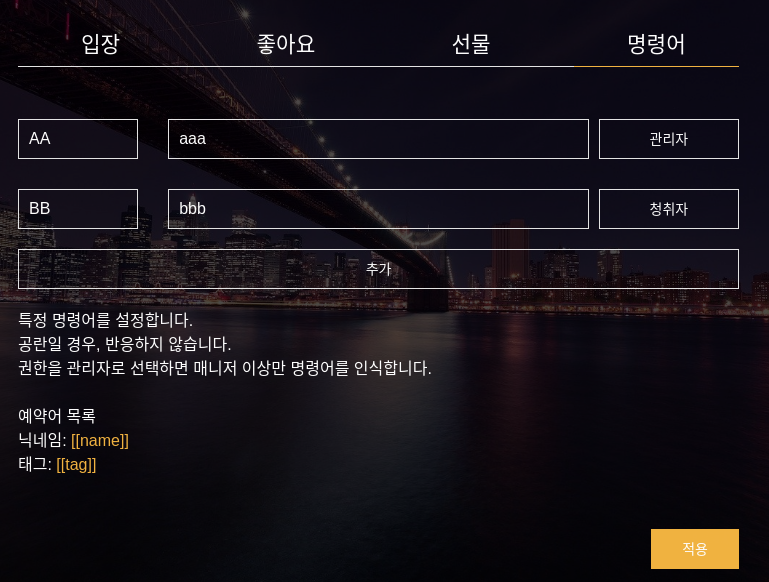 입장 좋아요 선물 명령어
AA aaa 관리자
BB bbb 청취자
추가
특정 명령어를 설정합니다.
공란일 경우, 반응하지 않습니다.
권한을 관리자로 선택하면 매니저 이상만 명령어를 인식합니다.
예약어 목록
닉네임: [[name]]
태그: [[tag]]
적용